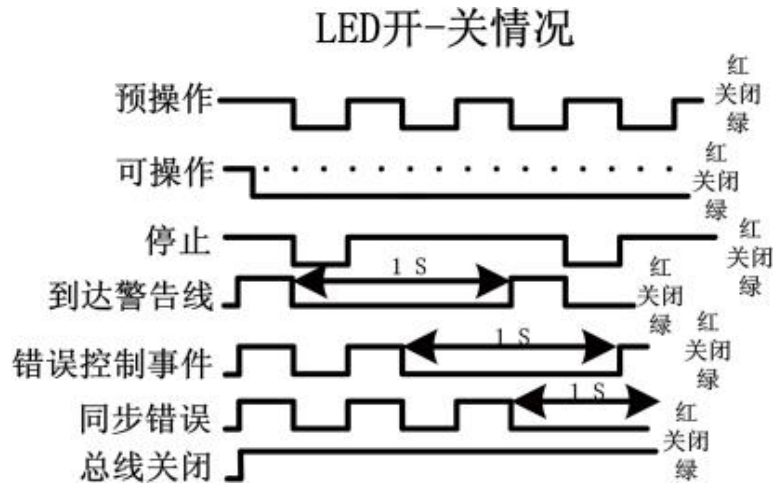 LED开-关情况
预操作
红
关闭
绿
可操作
红
关闭
绿
停止
红
关闭
绿
到达警告线
1 S
红
关闭
绿
错误控制事件
1 S
红
关闭
绿
同步错误
1 S
总线关闭
红
关闭
绿